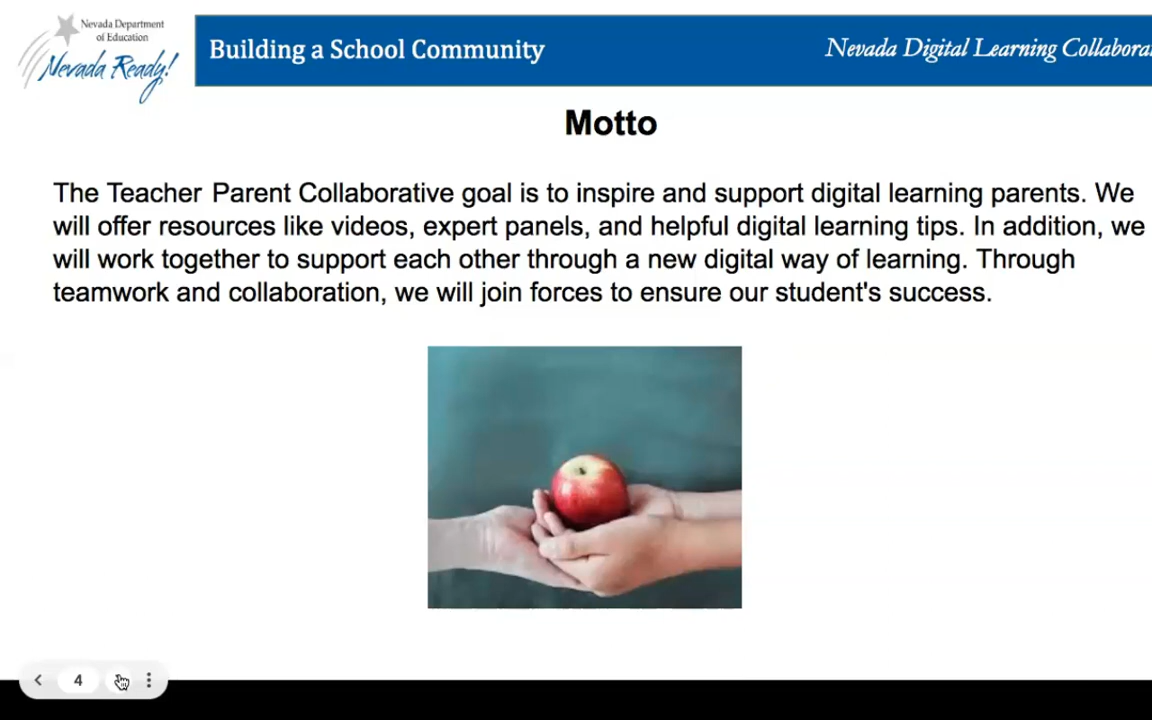 Nevada Department
of Education
Nevada Ready!
Building a School Community
Nevada Digital Learning Collabora
Motto
The Teacher Parent Collaborative goal is to inspire and support digital learning parents. We
will offer resources like videos, expert panels, and helpful digital learning tips. In addition, we
will work together to support each other through a new digital way of learning. Through
teamwork and collaboration, we will join forces to ensure our student's success.
4